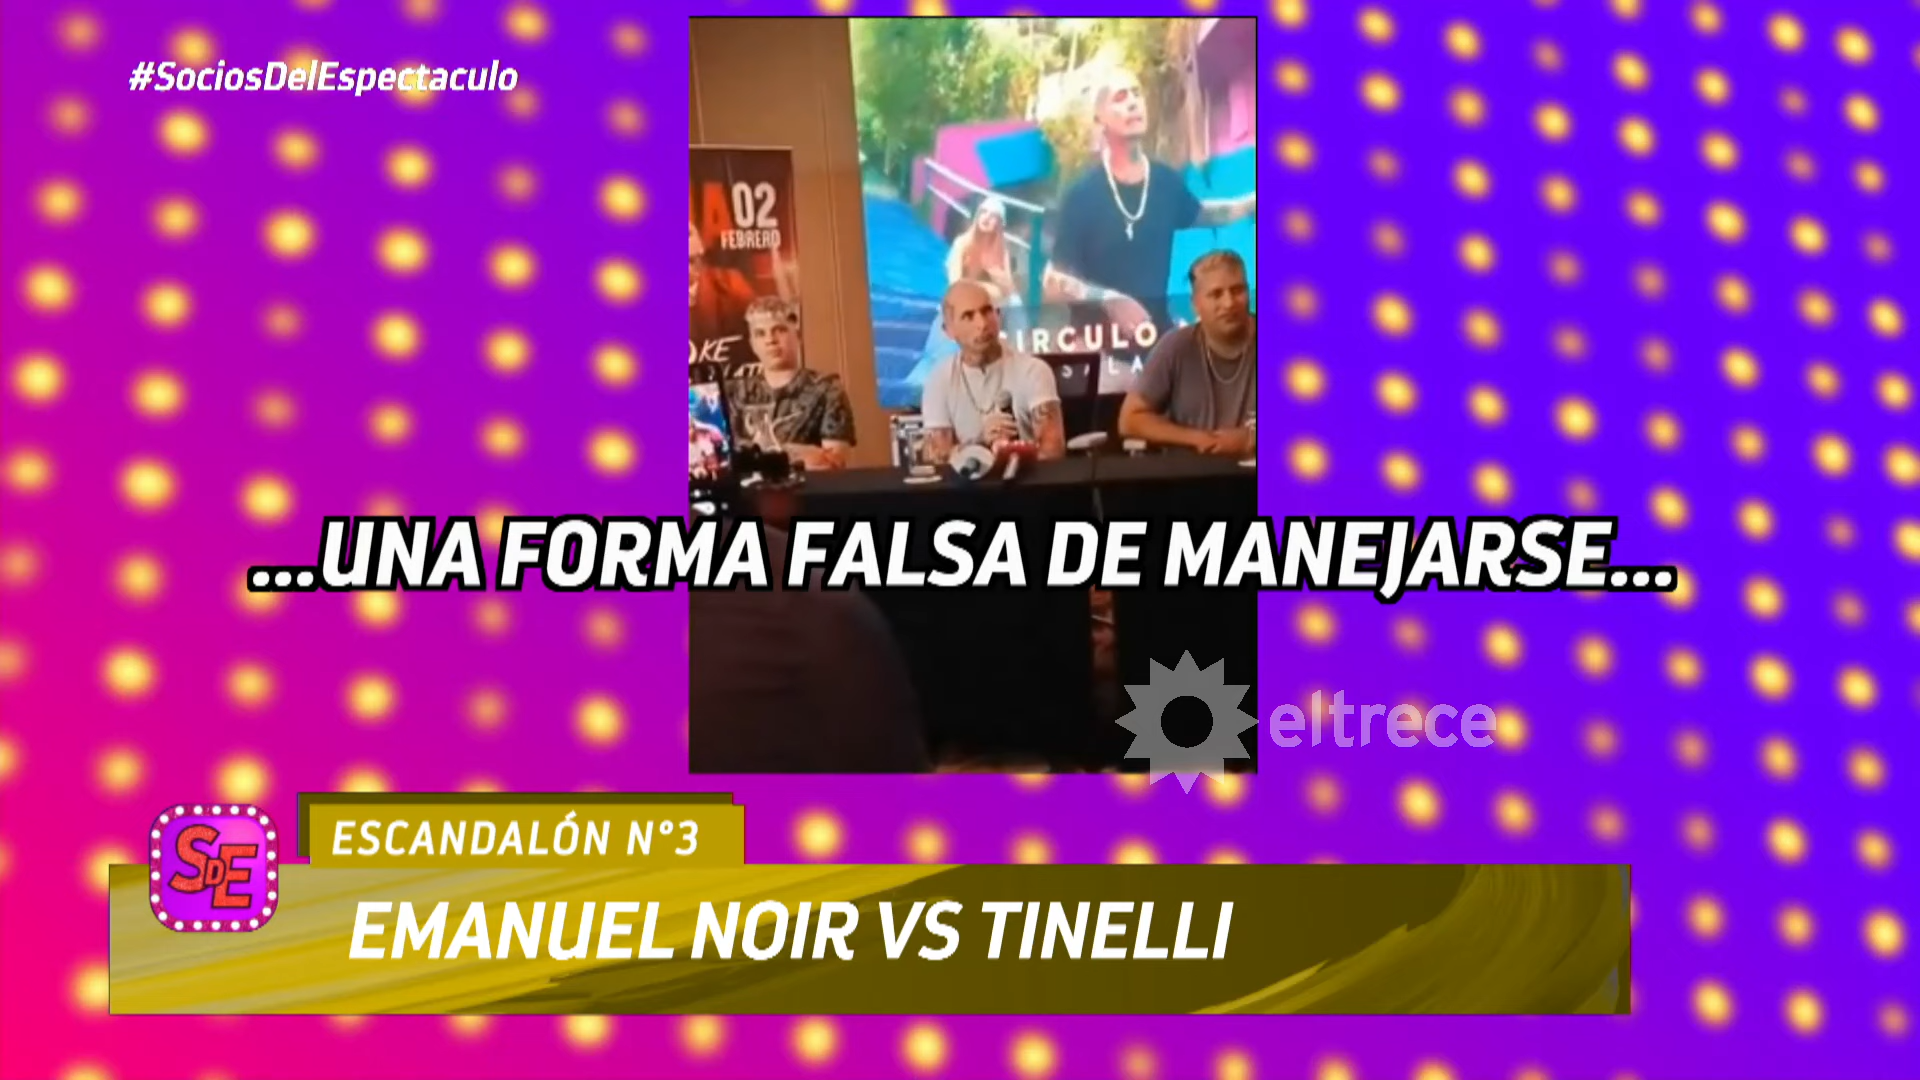 #SociosDelEspectaculo
02
FEBRERO
CIRCULO
...UNA FORMA FALSA DE MANEJARSE...
eltrece
SDE
ESCANDALÓN N°3
EMANUEL NOIR VS TINELLI